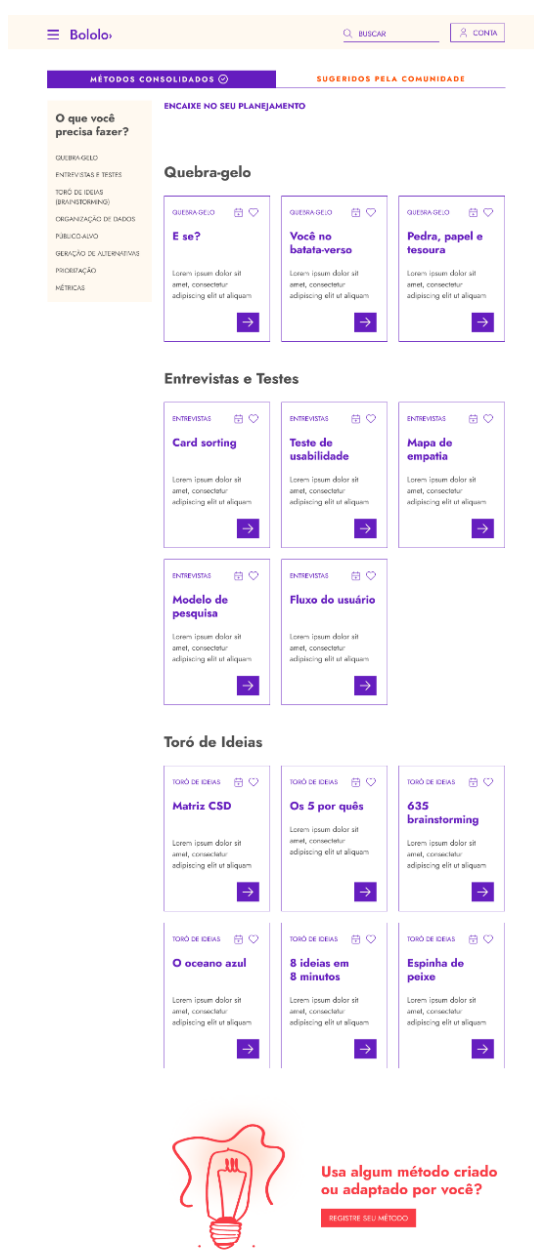 Bololo›
BUSCAR
CONTA
MÉTODOS CONSOLIDADOS
SUGERIDOS PELA COMUNIDADE
O que você
precisa fazer?
QUEBRA-GELO
ENTREVISTAS E TESTES
TORÓ DE IDEIAS
(BRAINSTORMING)
ORGANIZAÇÃO DE DADOS
PÚBLICO-ALVO
GERAÇÃO DE ALTERNATIVAS
PRIORITAÇÃO
MÉTRICAS
ENCAIXE NO SEU PLANEJAMENTO
Quebra-gelo
QUEBRA-GELO
E se?
Lorem ipsum dolor sit
amet, consectetur
adipiscing elit ut aliquam
QUEBRA-GELO
Você no
batata-verso
Lorem ipsum dolor sit
amet, consectetur
adipiscing elit ut aliquam
QUEBRA-GELO
Pedra, papel e
tesoura
Lorem ipsum dolor sit
amet, consectetur
adipiscing elit ut aliquam
Entrevistas e Testes
ENTREVISTAS
Card sorting
Lorem ipsum dolor sit
amet, consectetur
adipiscing elit ut aliquam
ENTREVISTAS
Teste de
usabilidade
Lorem ipsum dolor sit
amet, consectetur
adipiscing elit ut aliquam
ENTREVISTAS
Mapa de
empatia
Lorem ipsum dolor sit
amet, consectetur
adipiscing elit ut aliquam
ENTREVISTAS
Modelo de
pesquisa
Lorem ipsum dolor sit
amet, consectetur
adipiscing elit ut aliquam
ENTREVISTAS
Fluxo do usuário
Lorem ipsum dolor sit
amet, consectetur
adipiscing elit ut aliquam
Toró de Ideias
TORÓ DE IDEIAS
Matriz CSD
Lorem ipsum dolor sit
amet, consectetur
adipiscing elit ut aliquam
TORÓ DE IDEIAS
Os 5 por quês
Lorem ipsum dolor sit
amet, consectetur
adipiscing elit ut aliquam
TORÓ DE IDEIAS
635
brainstorming
Lorem ipsum dolor sit
amet, consectetur
adipiscing elit ut aliquam
TORÓ DE IDEIAS
O oceano azul
Lorem ipsum dolor sit
amet, consectetur
adipiscing elit ut aliquam
TORÓ DE IDEIAS
8 ideias em
8 minutos
Lorem ipsum dolor sit
amet, consectetur
adipiscing elit ut aliquam
TORÓ DE IDEIAS
Espinha de
peixe
Lorem ipsum dolor sit
amet, consectetur
adipiscing elit ut aliquam
Usa algum método criado
ou adaptado por você?
REGISTRE SEU MÉTODO